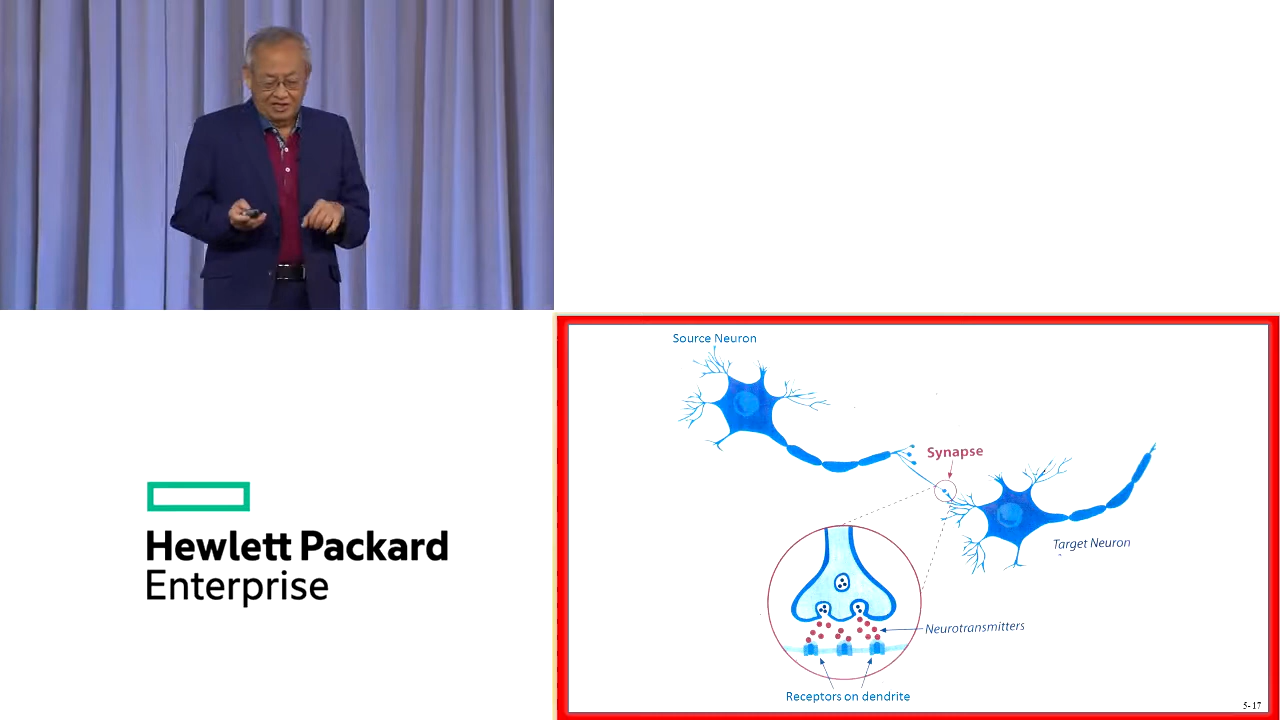 Hewlett Packard
Enterprise
Source Neuron
Synapse
Target Neuron
Neurotransmitters
Receptors on dendrite
5-17